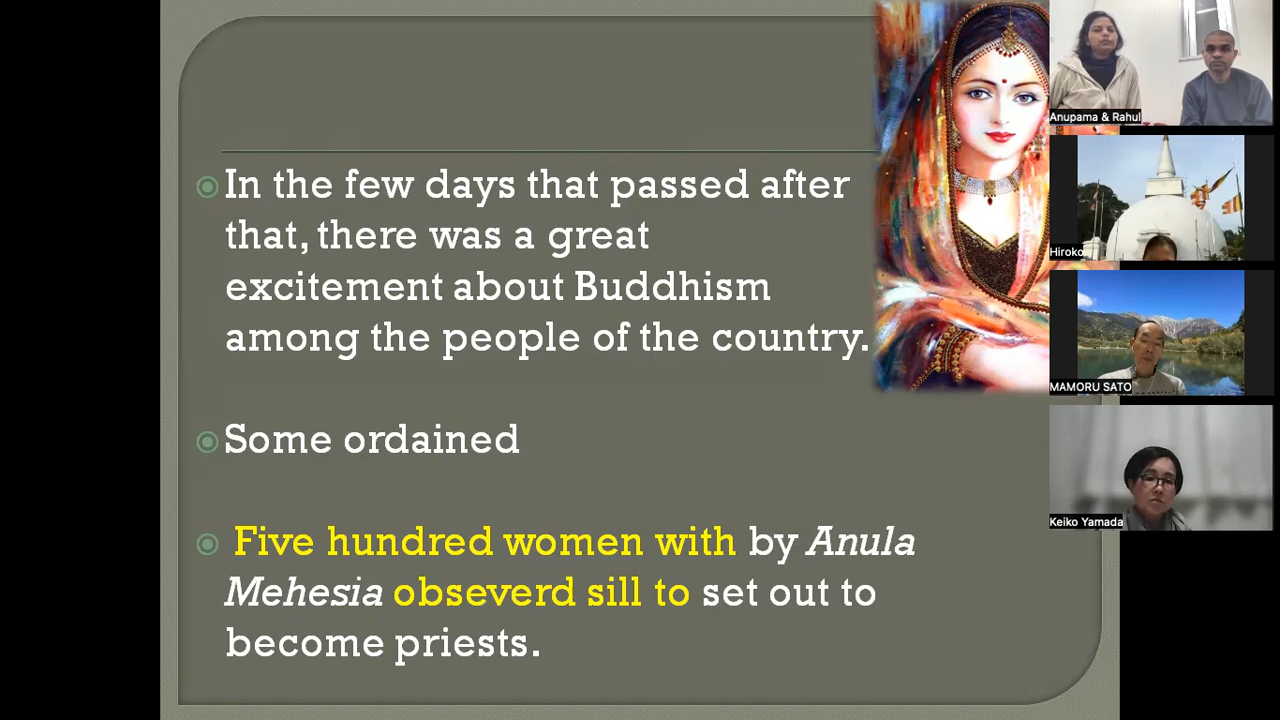 In the few days that passed after
that, there was a great
excitement about Buddhism
among the people of the country.
Some ordained
Five hundred women with by Anula
Mehesia obseverd sill to set out to
become priests.
Anupama & Rahul
Hiroko
MAMORU SATO
Keiko Yamada